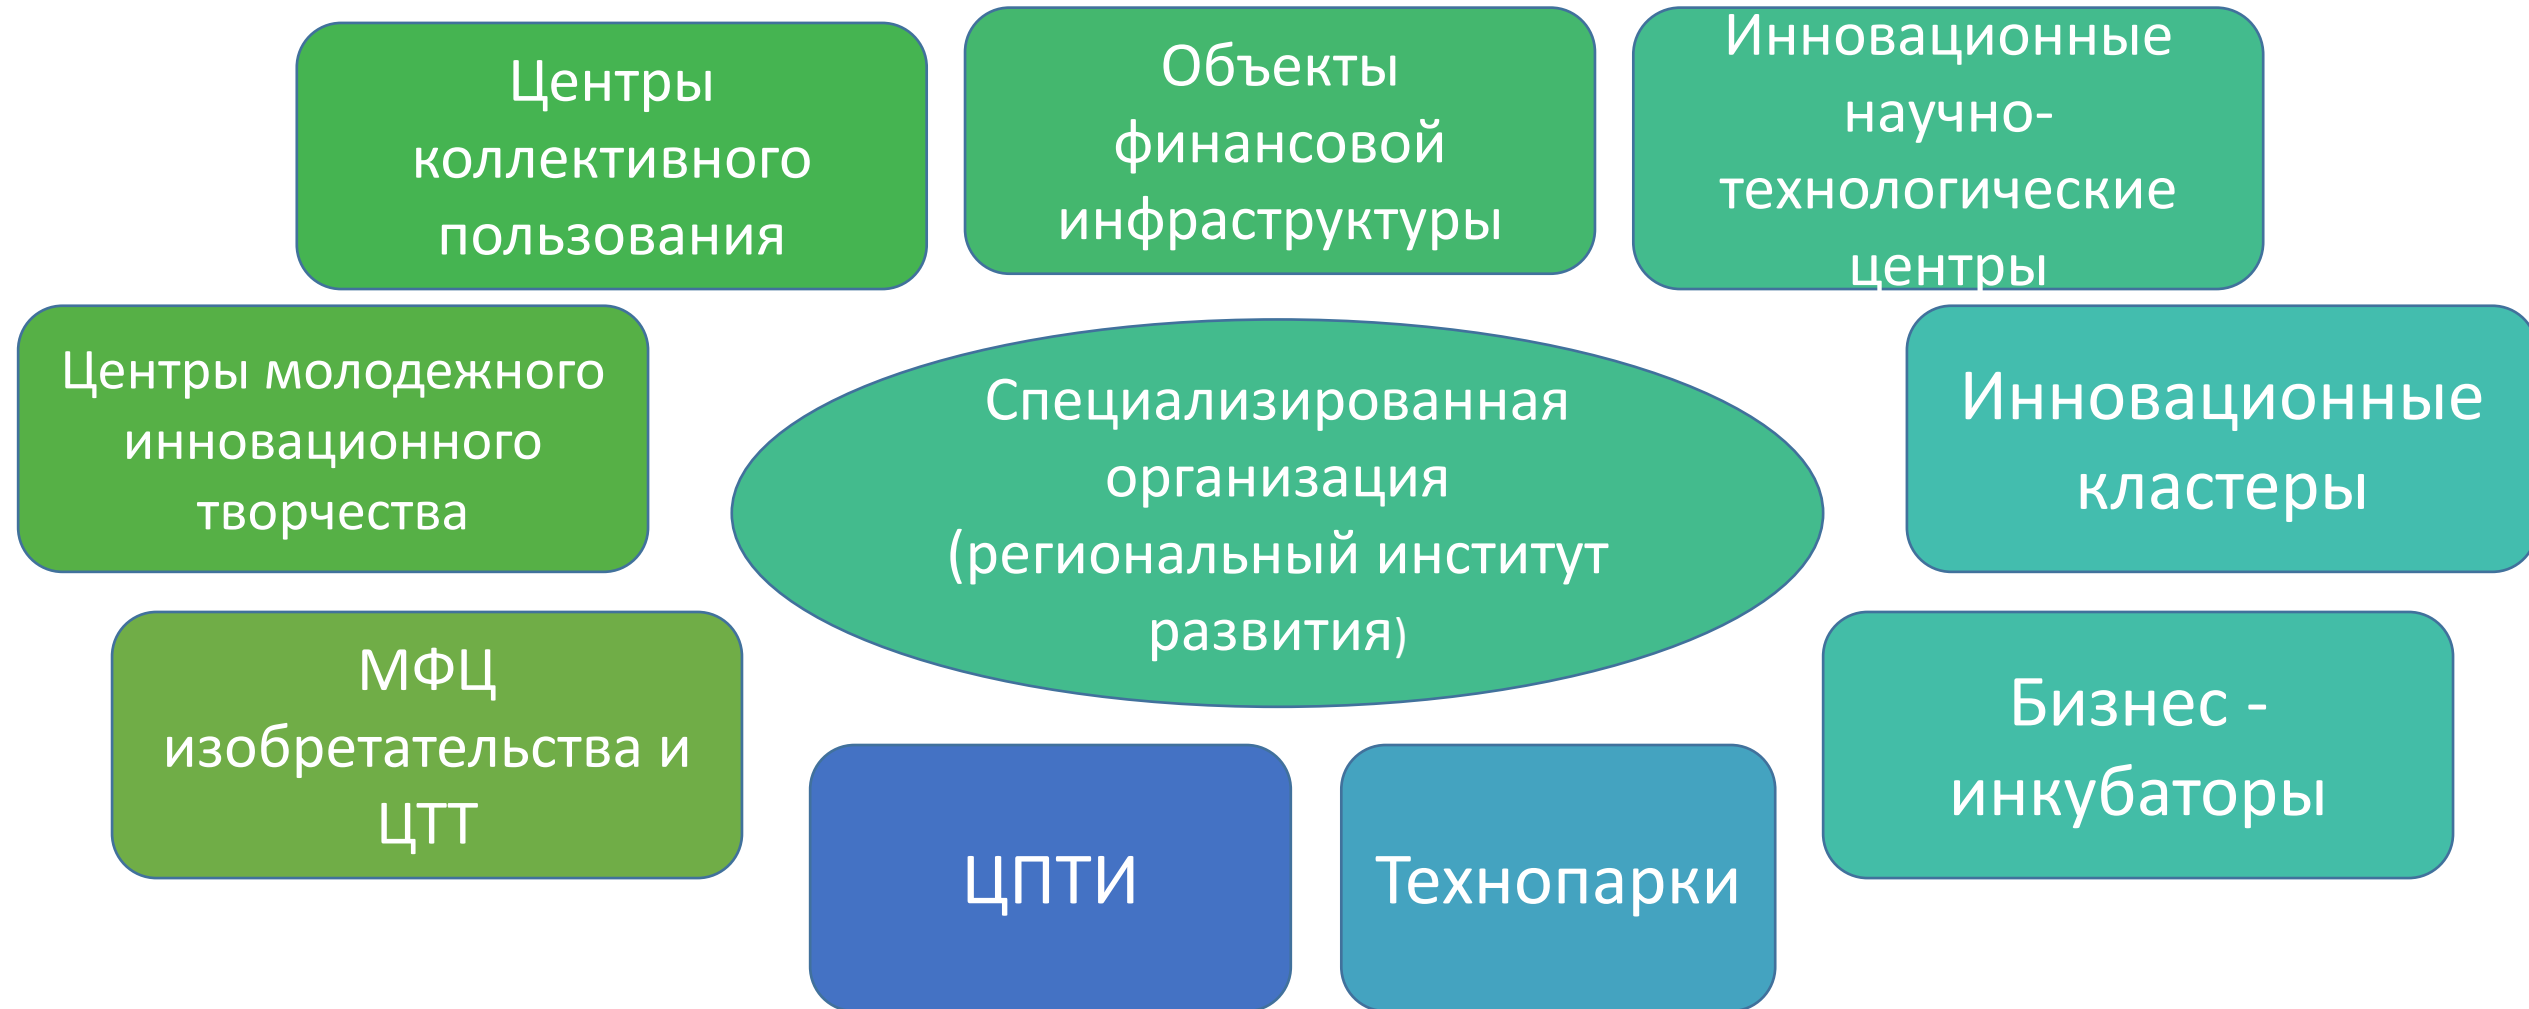 Центры
коллективного
пользования
Объекты
финансовой
инфраструктуры
Инновационные
научно-
технологические
центры
Центры молодежного
инновационного
творчества
Специализированная
организация
(региональный институт
развития)
Инновационные
кластеры
МФЦ
изобретательства и
ЦТТ
Бизнес -
инкубаторы
ЦПТИ
Технопарки